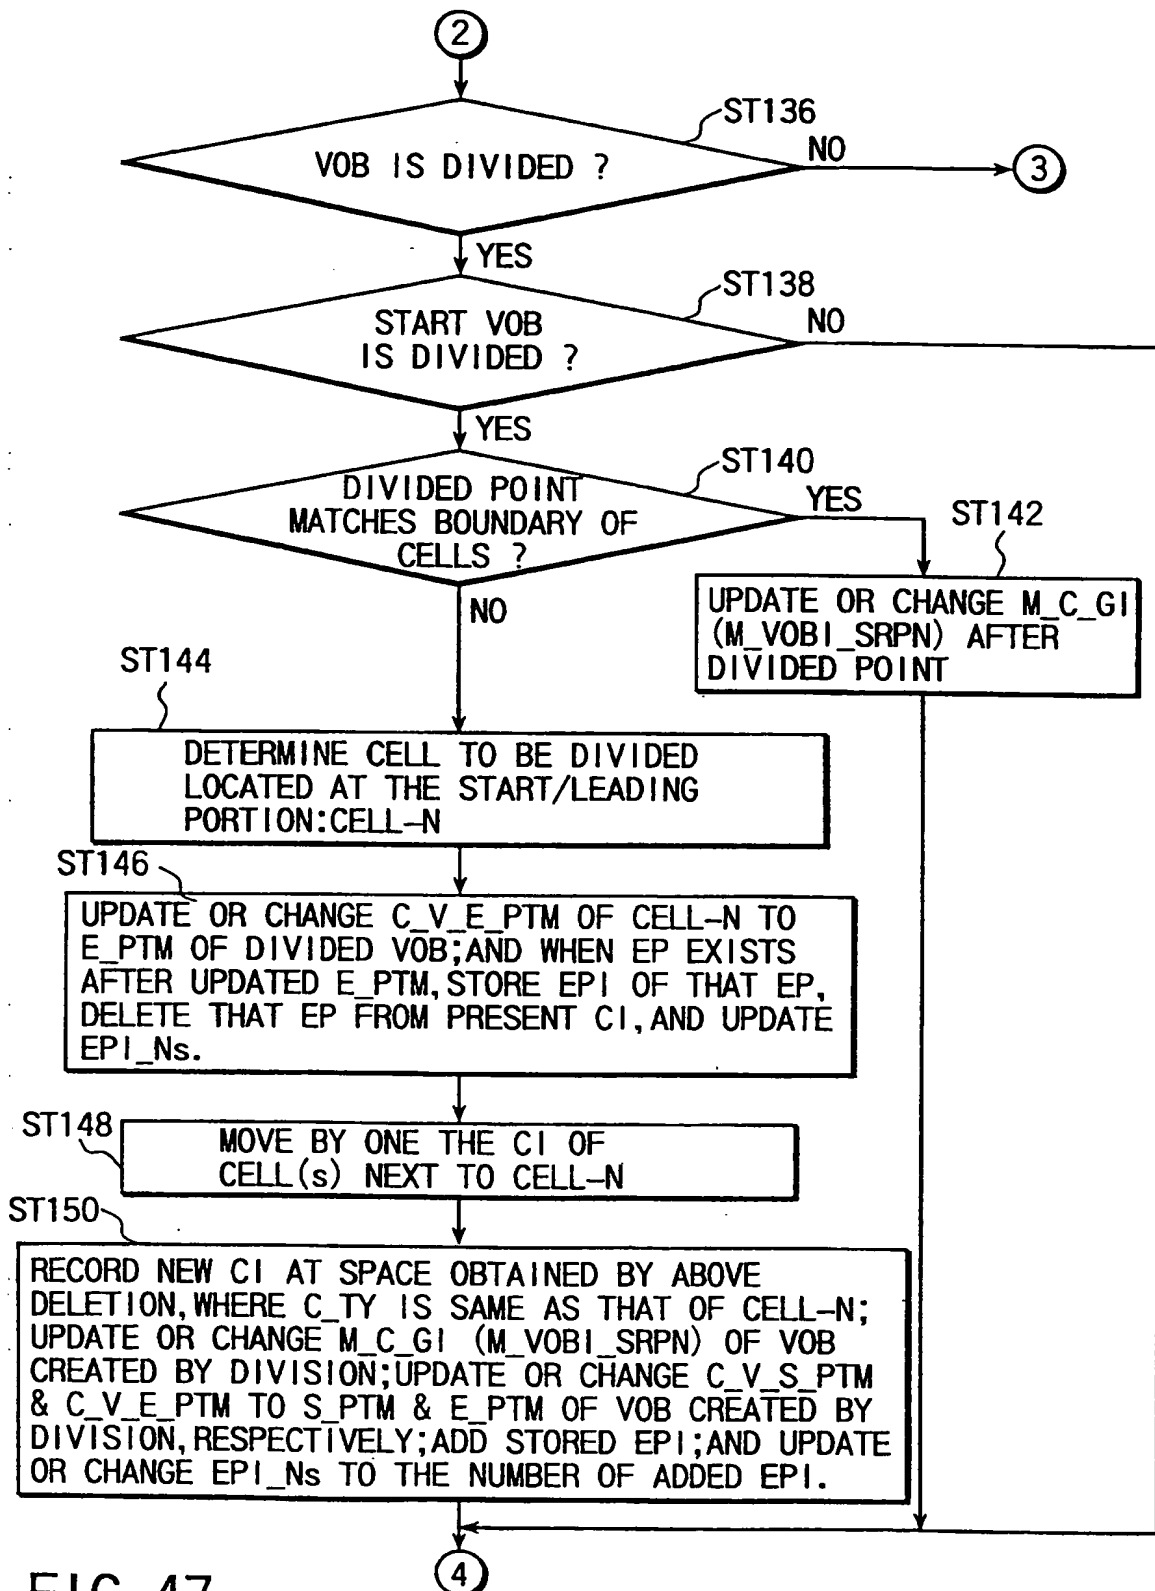 2
ST136
VOB IS DIVIDED ?
NO
3
YES
ST138
START VOB
IS DIVIDED ?
NO
YES
ST140
DIVIDED POINT
MATCHES BOUNDARY OF
CELLS ?
YES
ST142
NO
UPDATE OR CHANGE M_C_GI
(M_VOBI_SRPN) AFTER
DIVIDED POINT
ST144
DETERMINE CELL TO BE DIVIDED
LOCATED AT THE START/LEADING
PORTION:CELL-N
ST146
UPDATE OR CHANGE C_V_E_PTM OF CELL-N TO
E_PTM OF DIVIDED VOB;AND WHEN EP EXISTS
AFTER UPDATED E_PTM,STORE EPI OF THAT EP,
DELETE THAT EP FROM PRESENT CI,AND UPDATE
EPI_Ns.
ST148
MOVE BY ONE THE CI OF
CELL(s) NEXT TO CELL-N
ST150
RECORD NEW CI AT SPACE OBTAINED BY ABOVE
DELETION,WHERE C_TY IS SAME AS THAT OF CELL-N;
UPDATE OR CHANGE M_C_GI (M_VOBI_SRPN) OF VOB
CREATED BY DIVISION;UPDATE OR CHANGE C_V_S_PTM
& C_V_E_PTM TO S_PTM & E_PTM OF VOB CREATED BY
DIVISION,RESPECTIVELY;ADD STORED EPI;AND UPDATE
OR CHANGE EPI_Ns TO THE NUMBER OF ADDED EPI.
4
FIG. 47